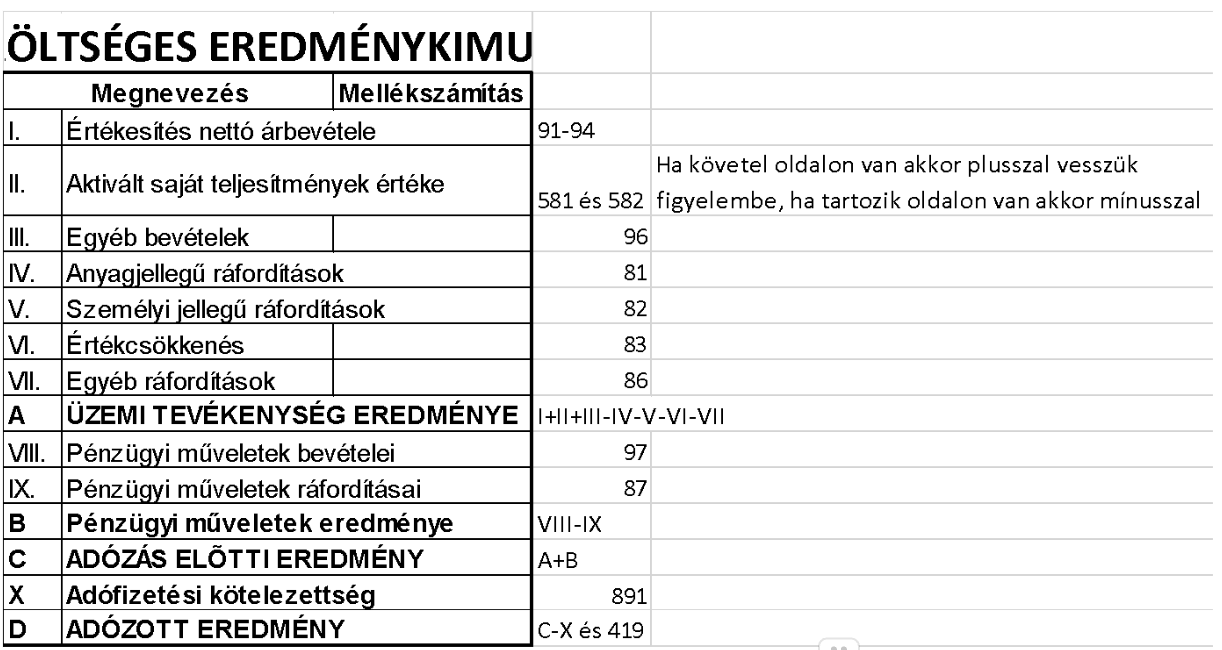 ÖLTSÉGES EREDMÉNYKIMU
Megnevezés Mellékszámítás
I. Értékesítés nettó árbevétele 91-94
II. Aktivált saját teljesítmények értéke 581 és 582 Ha követel oldalon van akkor plusszal vesszük
figyelembe, ha tartozik oldalon van akkor mínusszal
III. Egyéb bevételek 96
IV. Anyagjellegű ráfordítások 81
V. Személyi jellegű ráfordítások 82
VI. Értékcsökkenés 83
VII. Egyéb ráfordítások 86
A ÜZEMI TEVÉKENYSÉG EREDMÉNYE I+II+III-IV-V-VI-VII
VIII. Pénzügyi műveletek bevételei 97
IX. Pénzügyi műveletek ráfordításai 87
B Pénzügyi műveletek eredménye VIII-IX
C ADÓZÁS ELÕTTI EREDMÉNY A+B
X Adófizetési kötelezettség 891
D ADÓZOTT EREDMÉNY C-X és 419